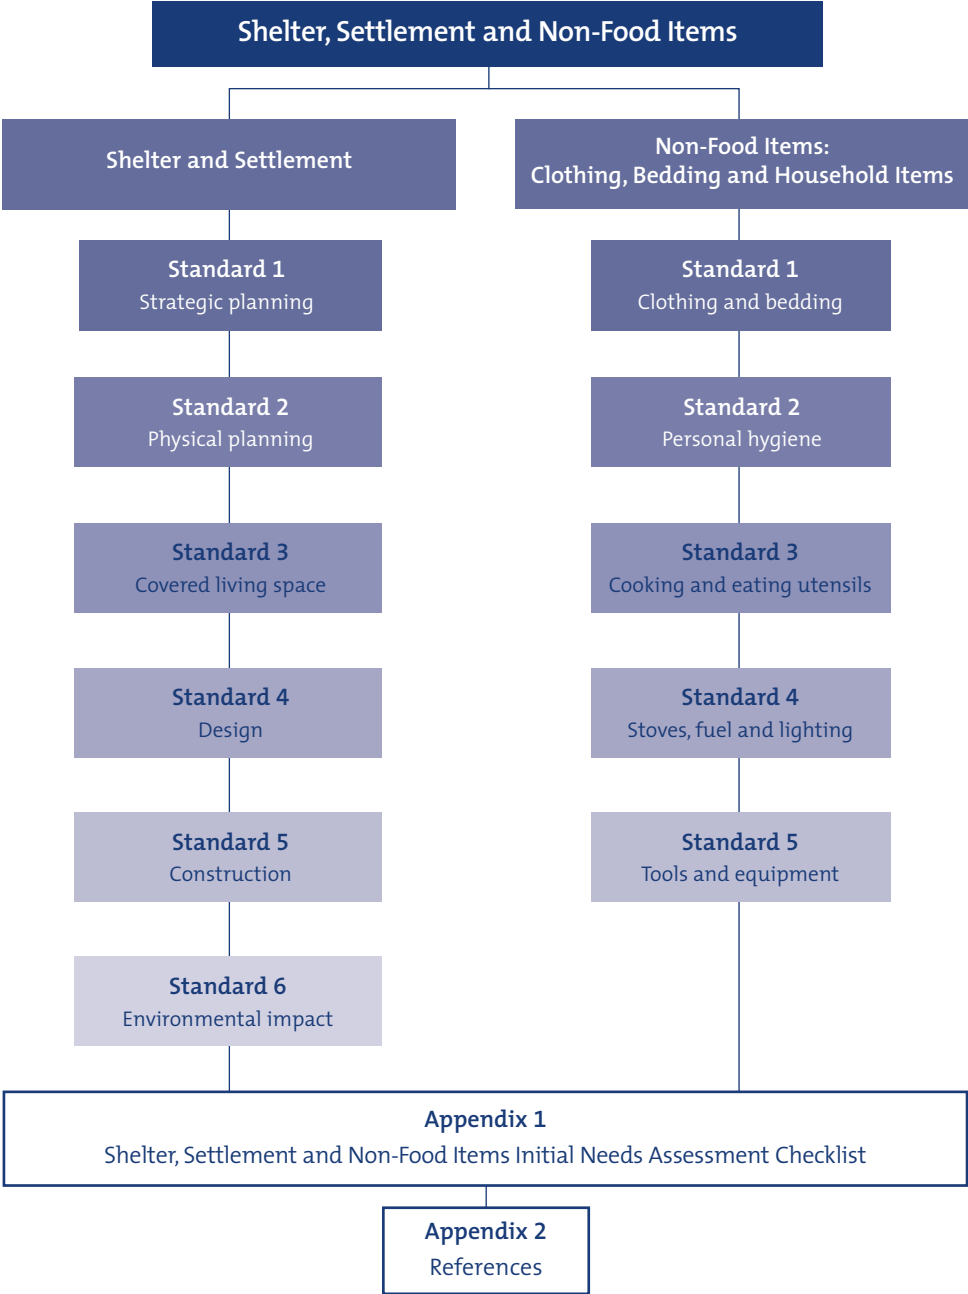 Shelter, Settlement and Non-Food Items
Shelter and Settlement
Non-Food Items:
Clothing, Bedding and Household Items
Standard 1
Strategic planning
Standard 2
Physical planning
Standard 3
Covered living space
Standard 4
Design
Standard 5
Construction
Standard 6
Environmental impact
Standard 1
Clothing and bedding
Standard 2
Personal hygiene
Standard 3
Cooking and eating utensils
Standard 4
Stoves, fuel and lighting
Standard 5
Tools and equipment
Appendix 1
Shelter, Settlement and Non-Food Items Initial Needs Assessment Checklist
Appendix 2
References